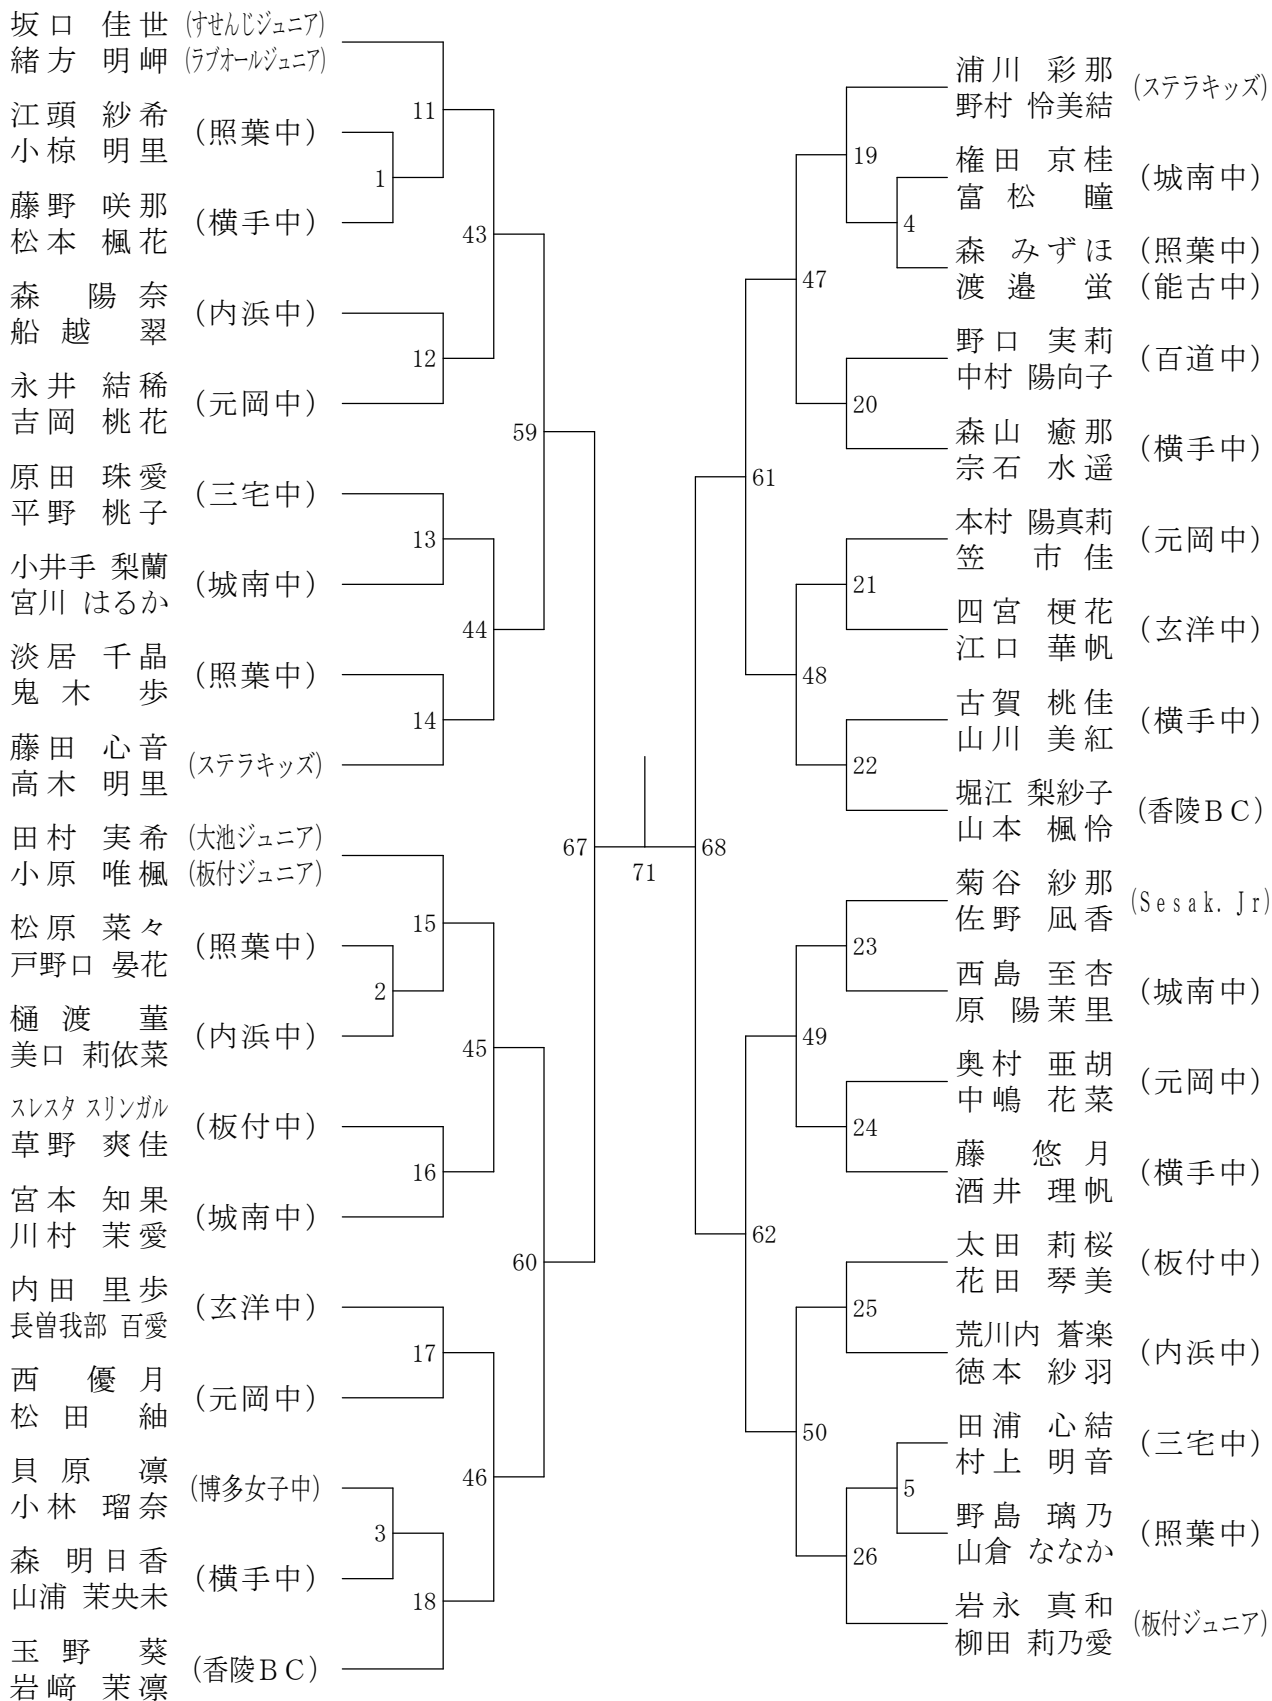 坂口 佳世 (すせんじジュニア)
緒方 明岬 (ラブオールジュニア)
江頭 紗希 (照葉中)
小椋 明里
藤野 咲那 (横手中)
松本 楓花
森 陽奈 (内浜中)
船越 翠
永井 結稀 (元岡中)
吉岡 桃花
原田 珠愛 (三宅中)
平野 桃子
小井手 梨蘭 (城南中)
宮川 はるか
淡居 千晶 (照葉中)
鬼木 歩
藤田 心音 (ステラキッズ)
高木 明里
田村 実希 (大池ジュニア)
小原 唯楓 (板付ジュニア)
松原 菜々 (照葉中)
戸野口 晏花
樋渡 菫 (内浜中)
美口 莉依菜
スレスタ スリンガル (板付中)
草野 爽佳
宮本 知果 (城南中)
川村 茉愛
内田 里歩 (玄洋中)
長曽我部 百愛
西 優月 (元岡中)
松田 紬
貝原 凛 (博多女子中)
小林 瑠奈
森 明日香 (横手中)
山浦 茉央未
玉野 葵 (香陵BC)
岩﨑 茉凛
11
1
43
12
59
13
44
14
67
15
2
45
16
60
17
46
3
18
71
68
61
47
19
4
20
21
48
22
23
49
24
62
25
50
5
26
浦川 彩那 (ステラキッズ)
野村 怜美結
権田 京桂 (城南中)
富松 瞳
森 みずほ (照葉中)
渡邉 蛍 (能古中)
野口 実莉 (百道中)
中村 陽向子
森山 癒那 (横手中)
宗石 水遥
本村 陽真莉 (元岡中)
笠 市佳
四宮 梗花 (玄洋中)
江口 華帆
古賀 桃佳 (横手中)
山川 美紅
堀江 梨紗子 (香陵BC)
山本 楓怜
菊谷 紗那 (Sesak. Jr)
佐野 凪香
西島 至杏 (城南中)
原 陽茉里
奥村 亜胡 (元岡中)
中嶋 花菜
藤 悠月 (横手中)
酒井 理帆
太田 莉桜 (板付中)
花田 琴美
荒川内 蒼楽 (内浜中)
徳本 紗羽
田浦 心結 (三宅中)
村上 明音
野島 璃乃 (照葉中)
山倉 ななか
岩永 真和 (板付ジュニア)
柳田 莉乃愛